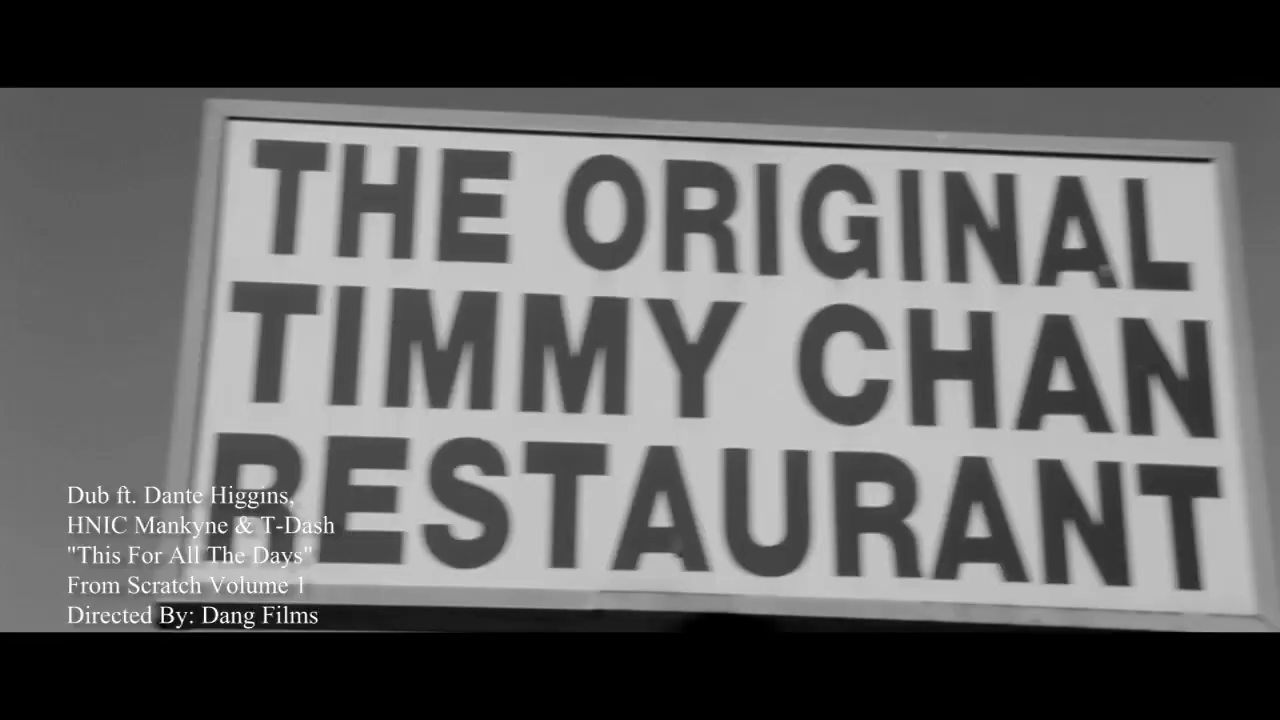 THE ORIGINAL
TIMMY CHAN
RESTAURANT
Dub ft. Dante Higgins,
HNIC Mankyne & T-Dash
"This For All The Days"
From Scratch Volume 1
Directed By: Dang Films